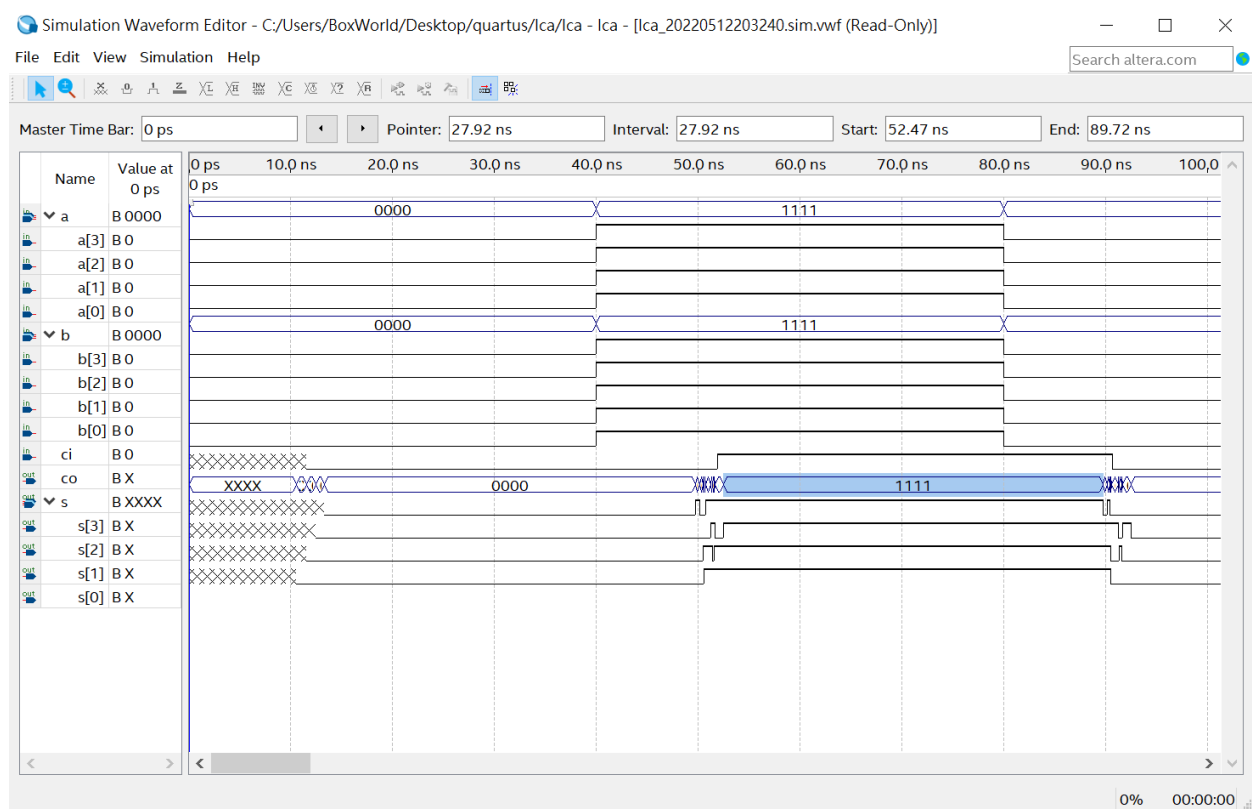 Simulation Waveform Editor - C:/Users/BoxWorld/Desktop/quartus/lca/lca - lca - [lca_20220512203240.sim.vwf (Read-Only)]
File Edit View Simulation Help
Search altera.com
Master Time Bar: 0 ps Pointer: 27.92 ns Interval: 27.92 ns Start: 52.47 ns End: 89.72 ns
Name Value at 0 ps
0 ps 10.0 ns 20.0 ns 30.0 ns 40.0 ns 50.0 ns 60.0 ns 70.0 ns 80.0 ns 90.0 ns 100.0
0 ps
a B 0000 0000 1111
a[3] B 0
a[2] B 0
a[1] B 0
a[0] B 0
b B 0000 0000 1111
b[3] B 0
b[2] B 0
b[1] B 0
b[0] B 0
ci B 0
co B X XXXX 0000 1111
s B XXXX
s[3] B X
s[2] B X
s[1] B X
s[0] B X
0% 00:00:00